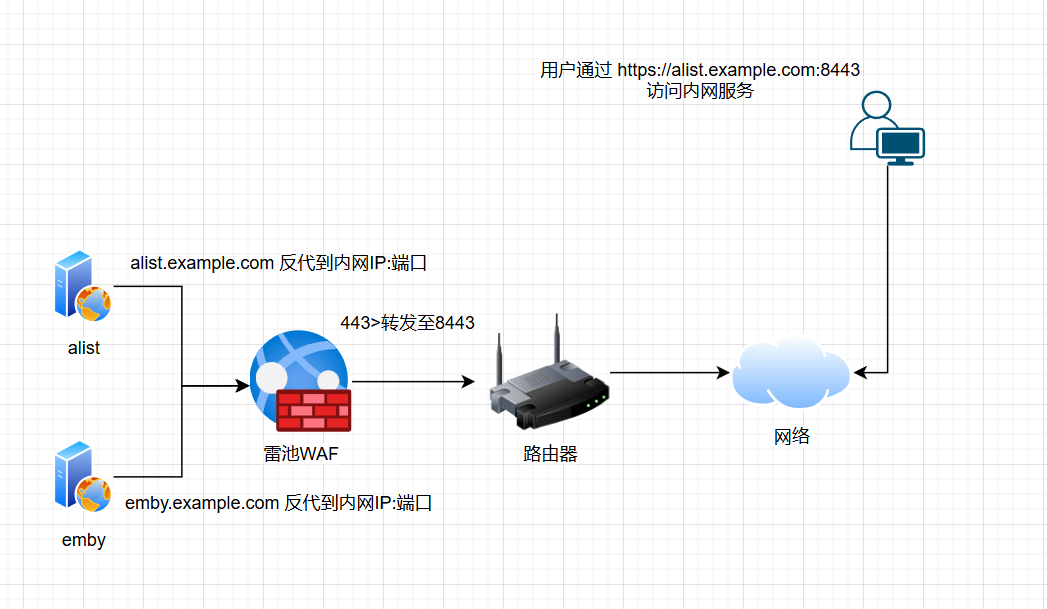 用户通过 https://alist.example.com:8443
访问内网服务
alist.example.com 反代到内网IP:端口
443>转发至8443
alist
雷池WAF
路由器
网络
emby.example.com 反代到内网IP:端口
emby